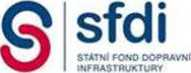 sfdi
STÁTNÍ FOND DOPRAVNÍ
INFRASTRUKTURY